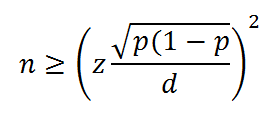 n ≥ (z √p(1 − p / d)²